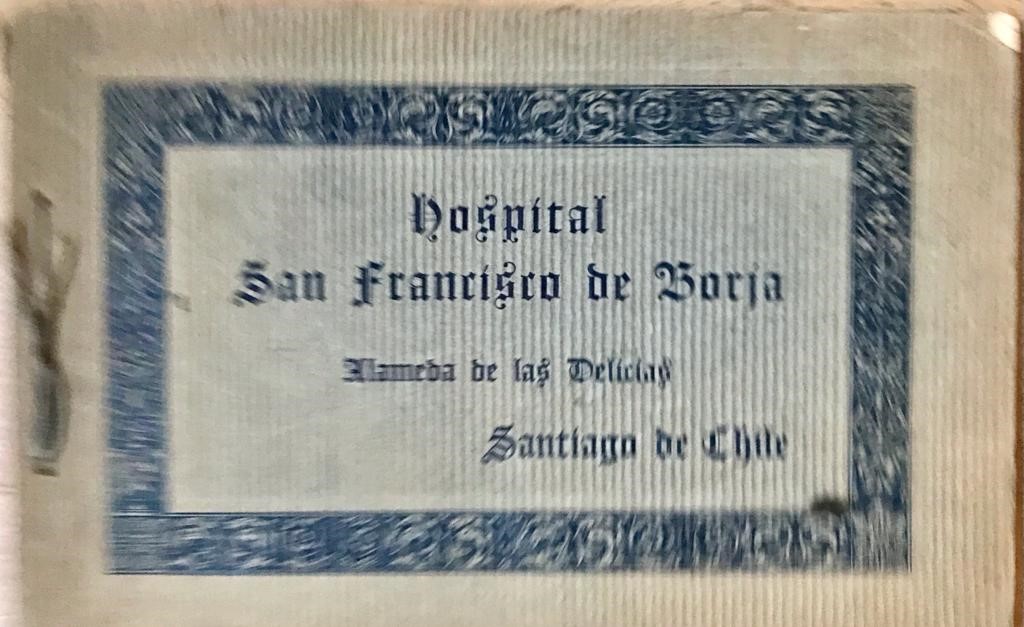 Hospital
San Francisco de Borja
Alameda de las Delicias
Santiago de Chile